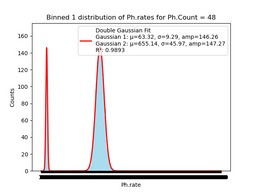 Binned 1 distribution of Ph.rates for Ph.Count = 48
Double Gaussian Fit
Gaussian 1: μ=63.32, σ=9.29, amp=146.26
Gaussian 2: μ=655.14, σ=45.97, amp=147.27
R²: 0.9893
160
140
120
100
80
60
40
20
0
Counts
Ph.rate